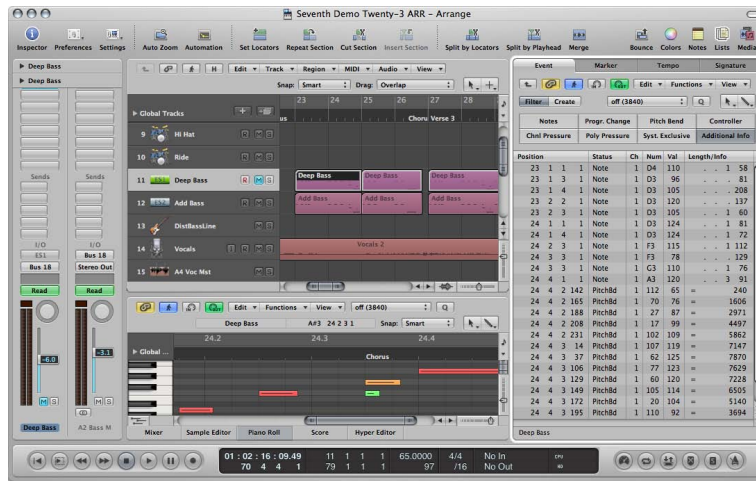 Seventh Demo Twenty-3 ARR - Arrange
Inspector Preferences Settings Auto Zoom Automation Set Locators Repeat Section Cut Section Insert Section Split by Locators Split by Playhead Merge Bounce Colors Notes Lists Media
Deep Bass
Deep Bass
Sends Sends
I/O I/O
ES1 Bus 18
Bus 18 Stereo Out
Read Read
-6.0 -3.1
M S M S
Deep Bass A2 Bass M
H Edit Track Region MIDI Audio View
Snap: Smart Drag: Overlap
23 24 25 26 27 28
Global Tracks
us Choru Verse 3
9 Hi Hat R M S
10 Ride R M S
11 Deep Bass R M S
Deep Bass Deep Bass Deep Bass
12 Add Bass R M S
Add Bass Add Bass Add Bass
13 DistBassLine M S
14 Vocals I R M S
Vocals 2
15 A4 Voc Mst M S
Edit Functions View off (3840) Q
Deep Bass A#3 24 2 3 1 Snap: Smart
24.2 24.3 24.4
Global ...
Chorus
Mixer Sample Editor Piano Roll Score Hyper Editor
Event Marker Tempo Signature
Edit Functions View
Filter Create off (3840) Q
Notes Progr. Change Pitch Bend Controller
Chnl Pressure Poly Pressure Syst. Exclusive Additional Info
Position Status Ch Num Val Length/Info
23 1 1 1 Note 1 D4 110 . . 1 58
23 1 3 1 Note 1 D3 96 . . . 81
23 1 4 1 Note 1 D3 105 . . . 208
23 2 2 1 Note 1 D3 120 . . . 137
23 2 3 1 Note 1 D3 105 . . 1 60
24 1 1 1 Note 1 D3 124 . . 1 81
24 1 4 1 Note 1 D3 124 . . 1 72
24 2 3 1 Note 1 F3 115 . . 1 112
24 3 3 1 Note 1 F3 78 . . . 129
24 3 3 1 Note 1 G3 110 . . 1 76
24 4 1 1 Note 1 A3 120 . . 3 91
24 4 2 142 PitchBd 1 112 65 = 240
24 4 2 165 PitchBd 1 70 76 = 1606
24 4 2 188 PitchBd 1 27 87 = 2971
24 4 2 208 PitchBd 1 17 99 = 4497
24 4 2 231 PitchBd 1 102 109 = 5862
24 4 3 14 PitchBd 1 107 119 = 7147
24 4 3 37 PitchBd 1 62 125 = 7870
24 4 3 106 PitchBd 1 77 123 = 7629
24 4 3 129 PitchBd 1 60 120 = 7228
24 4 3 149 PitchBd 1 105 114 = 6505
24 4 3 172 PitchBd 1 20 104 = 5140
24 4 3 195 PitchBd 1 110 92 = 3694
Deep Bass
01 : 02 : 16 : 09.49 11 1 1 1 65.0000 4/4 No In CPU
70 4 4 1 79 1 1 1 97 /16 No Out HD